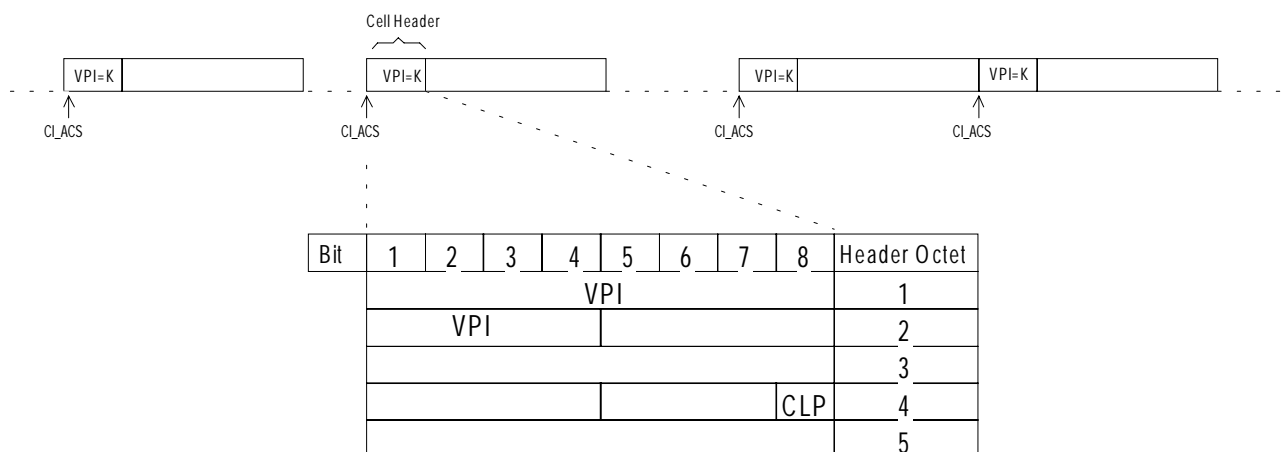 Cell Header
VPI=K VPI=K VPI=K VPI=K
CI_ACS CI_ACS CI_ACS CI_ACS
Bit 1 2 3 4 5 6 7 8 Header Octet
VPI 1
VPI 2
3
CLP 4
5